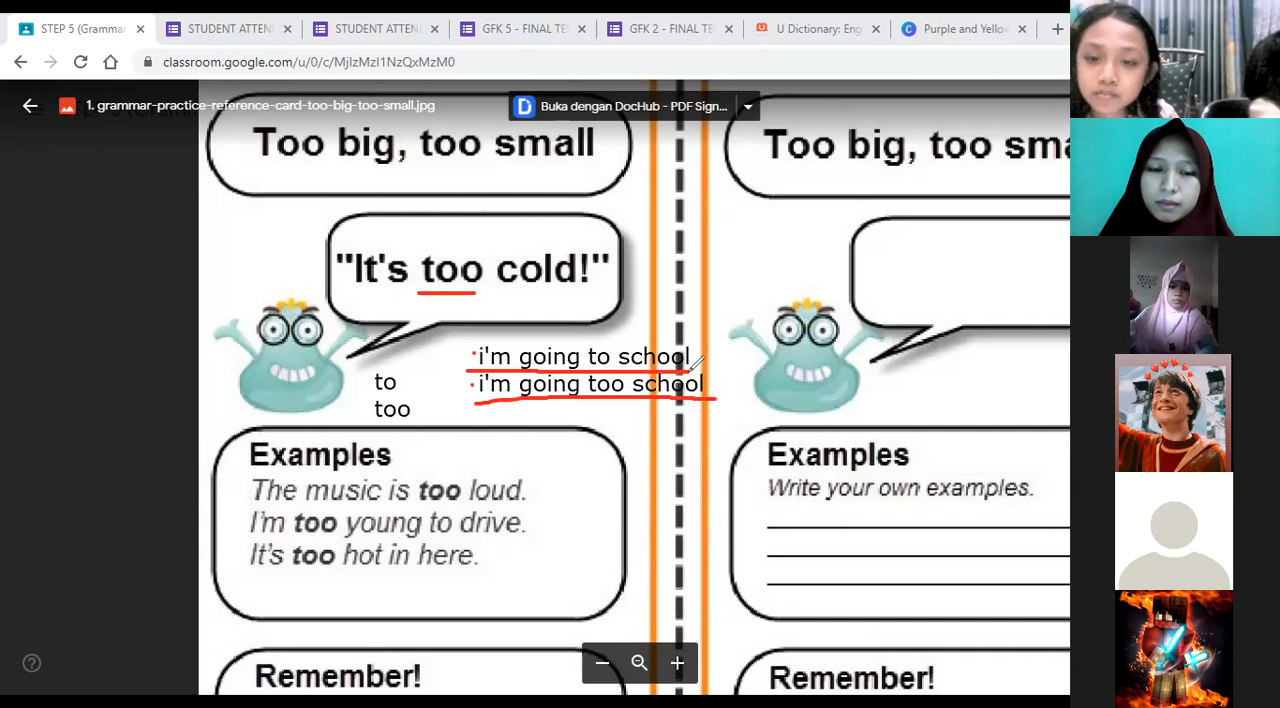 STEP 5 (Gramma
STUDENT ATTEN
STUDENT ATTEN
GFK 5 - FINAL TE
GFK 2 - FINAL TE
U Dictionary: Eng
Purple and Yellow
classroom.google.com/u/0/c/MjIzMzI1NzQxMzM0
1. grammar-practice-reference-card-too-big-too-small.jpg
Buka dengan DocHub - PDF Sign...
Too big, too small
"It's too cold!"
i'm going to school
i'm going too school
to
too
Examples
The music is too loud.
I'm too young to drive.
It's too hot in here.
Remember!
Too big, too sma
Examples
Write your own examples.
Remember!